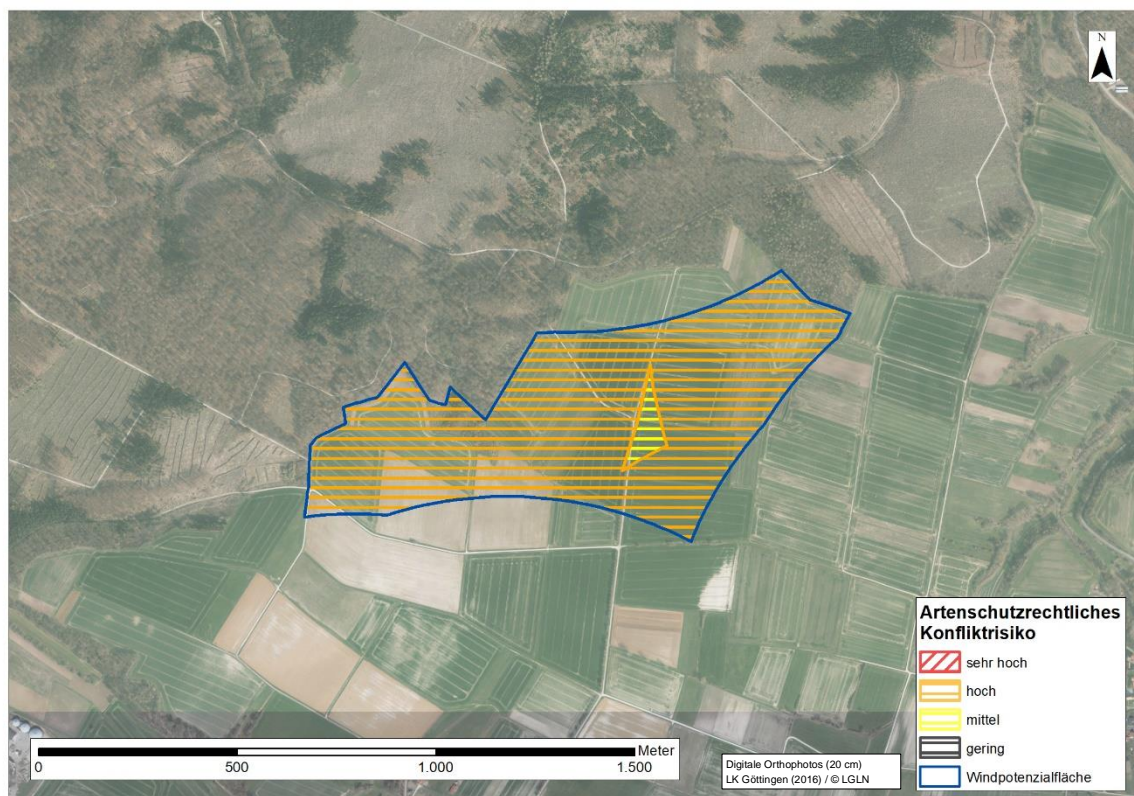 N
Artenschutzrechtliches
Konfliktrisiko
sehr hoch
hoch
mittel
gering
Windpotenzialfläche
Meter
0 500 1.000 1.500
Digitale Orthophotos (20 cm)
LK Göttingen (2016) / © LGLN